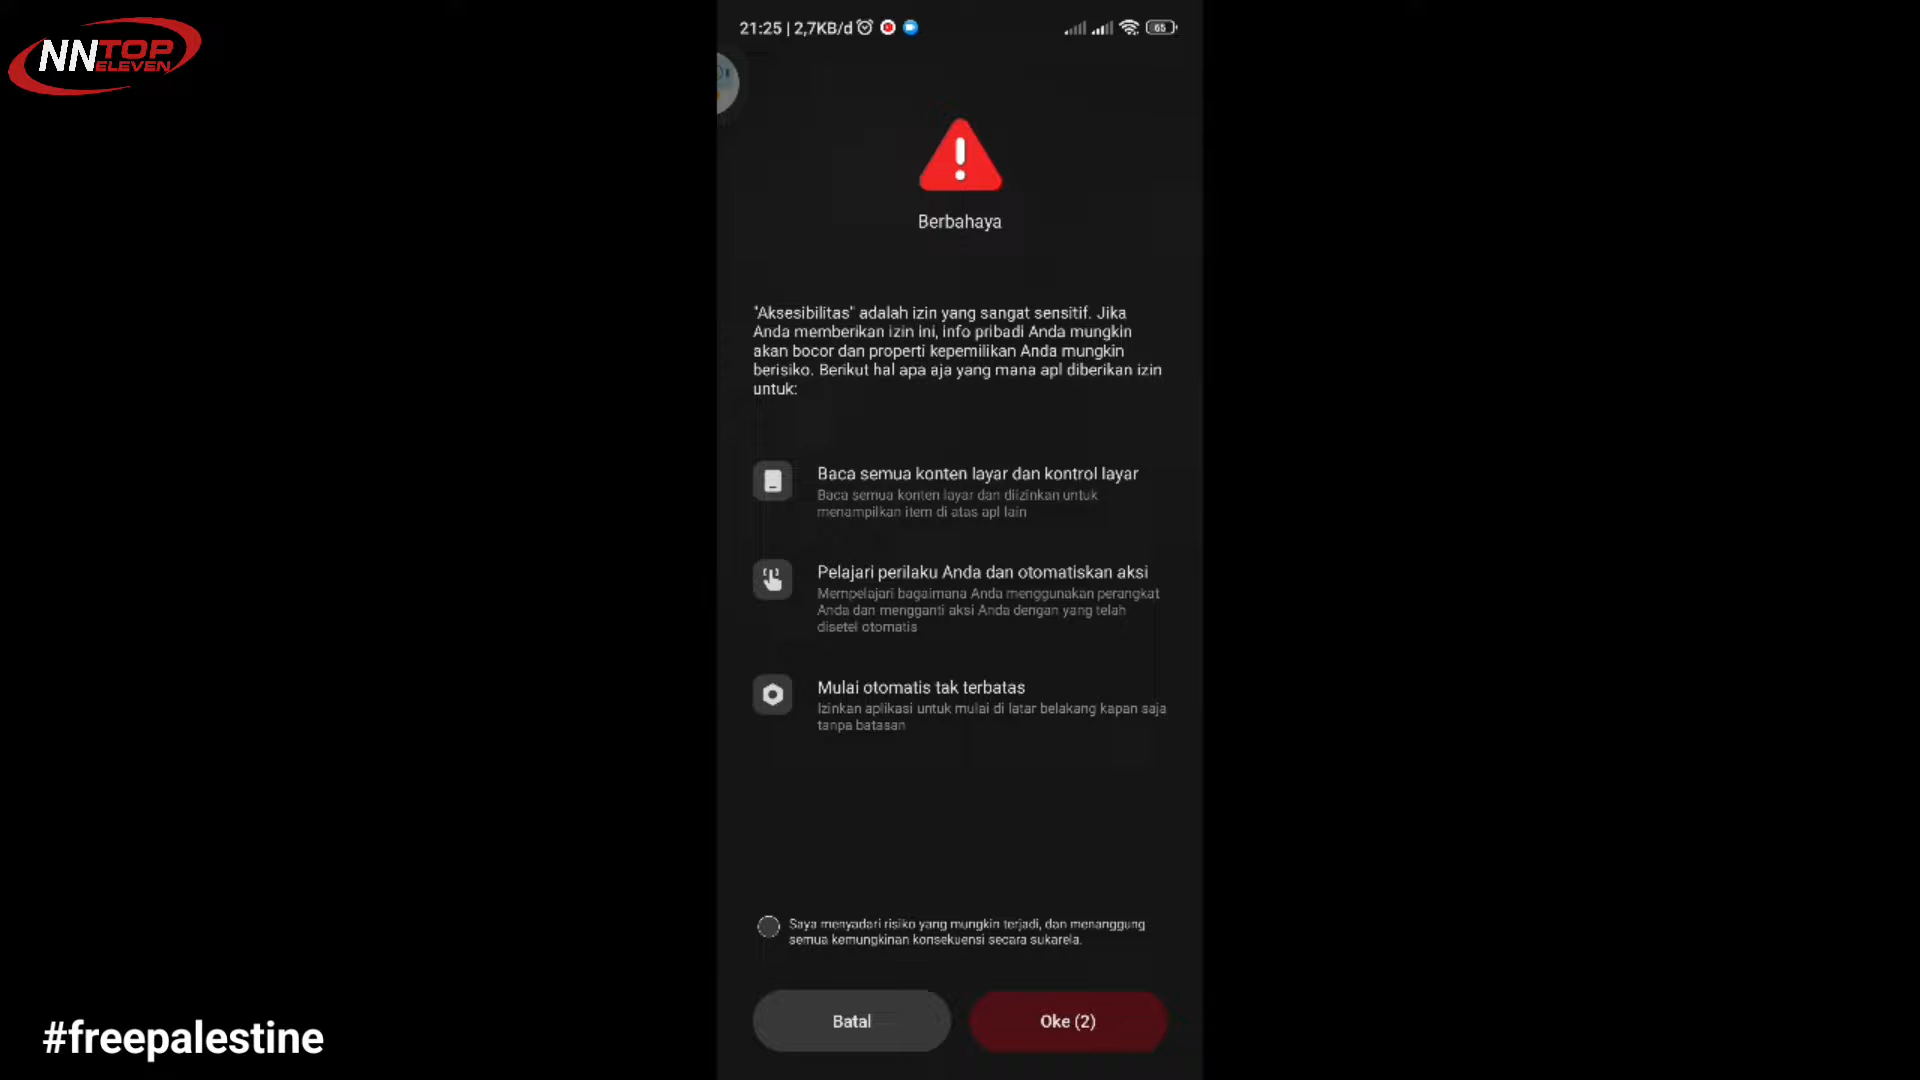 NN TOP
ELEVEN
21:25 | 2,7KB/d
65
Berbahaya
"Aksesibilitas" adalah izin yang sangat sensitif. Jika
Anda memberikan izin ini, info pribadi Anda mungkin
akan bocor dan properti kepemilikan Anda mungkin
berisiko. Berikut hal apa aja yang mana apl diberikan izin
untuk:
Baca semua konten layar dan kontrol layar
Baca semua konten layar dan diizinkan untuk
menampilkan item di atas apl lain
Pelajari perilaku Anda dan otomatiskan aksi
Mempelajari bagaimana Anda menggunakan perangkat
Anda dan mengganti aksi Anda dengan yang telah
disetel otomatis
Mulai otomatis tak terbatas
Izinkan aplikasi untuk mulai di latar belakang kapan saja
tanpa batasan
Saya menyadari risiko yang mungkin terjadi, dan menanggung
semua kemungkinan konsekuensi secara sukarela.
Batal
Oke (2)
#freepalestine